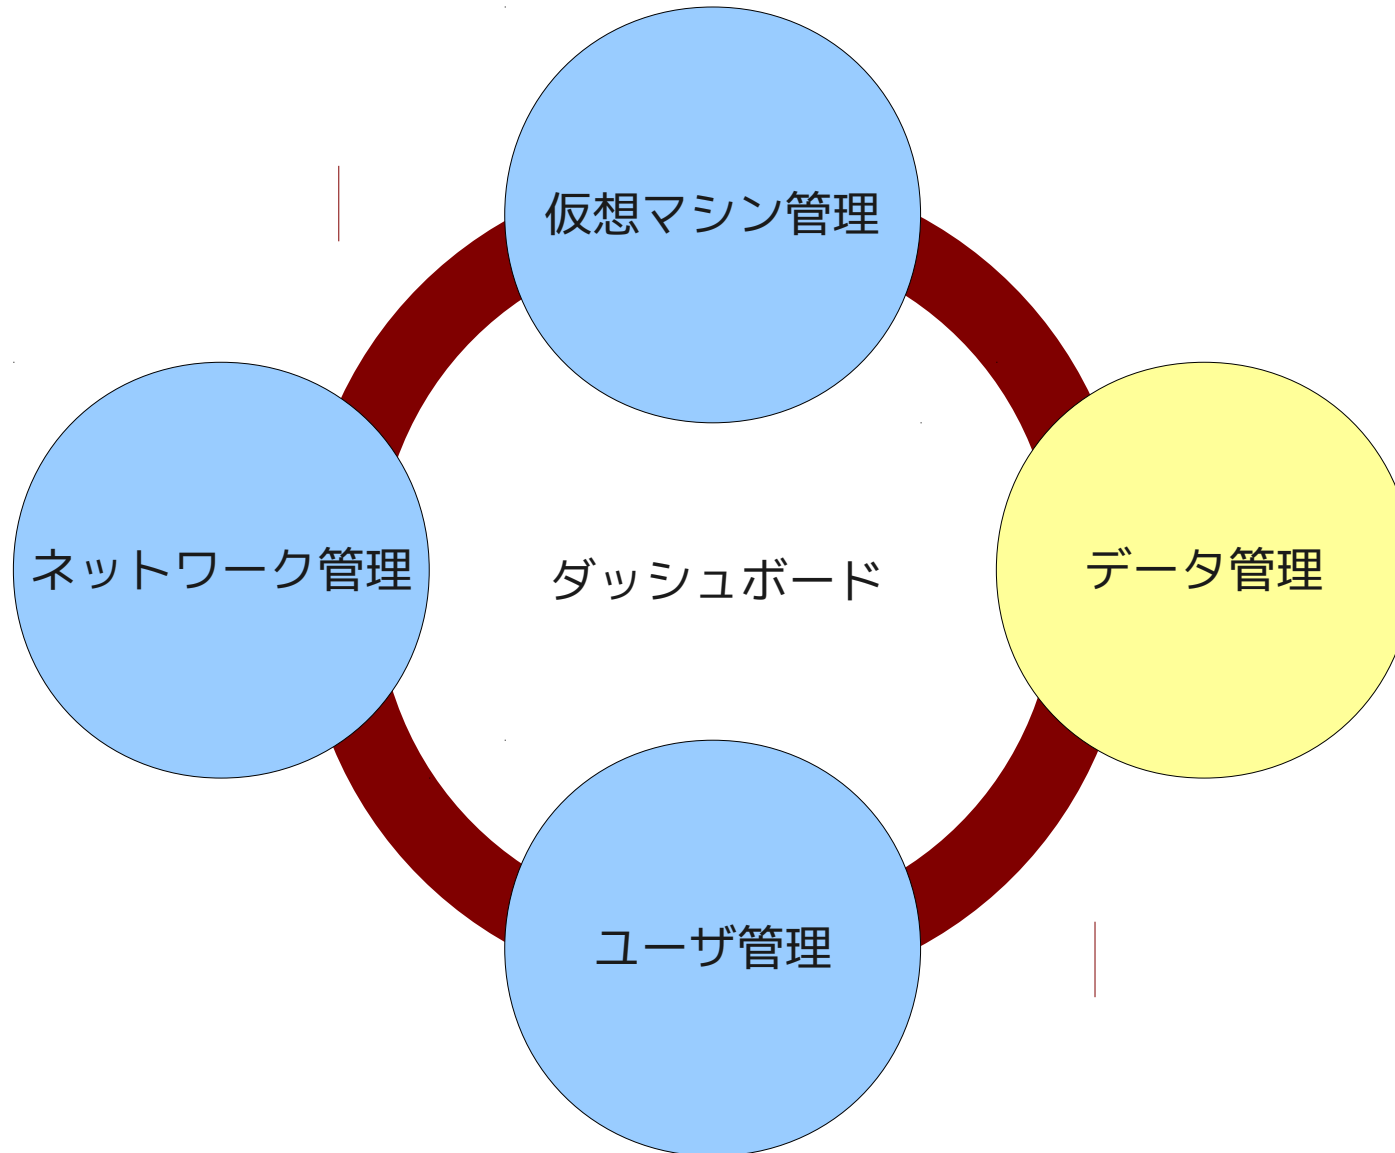 仮想マシン管理
ネットワーク管理
ダッシュボード
データ管理
ユーザ管理